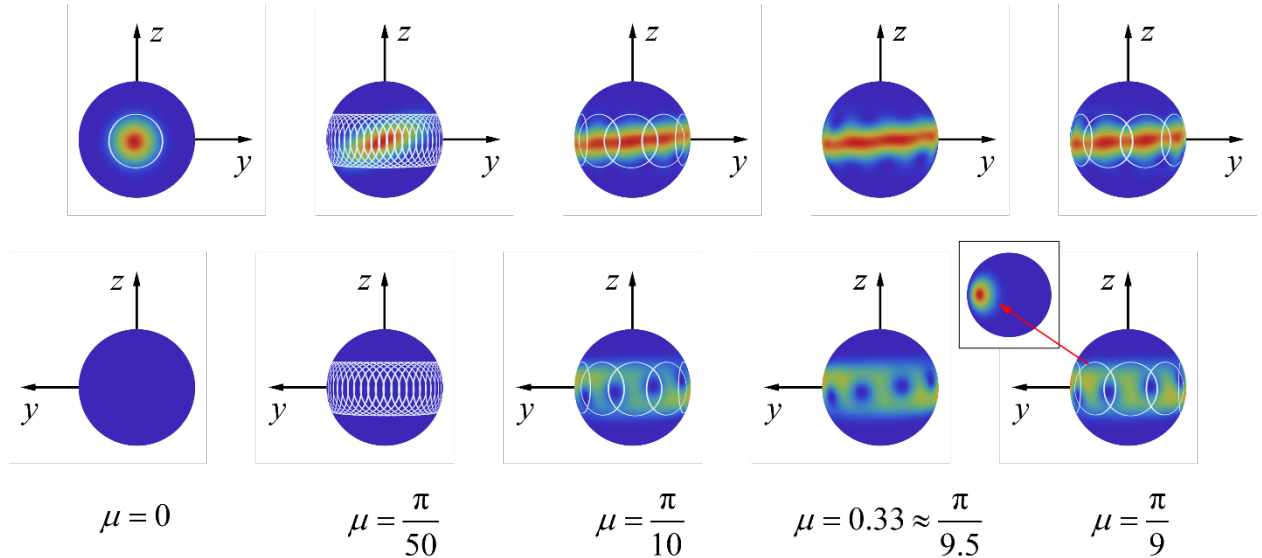 z z z z z
y y y y y
z z z z z
y y y y y
μ = 0 μ = π/50 μ = π/10 μ = 0.33 ≈ π/9.5 μ = π/9